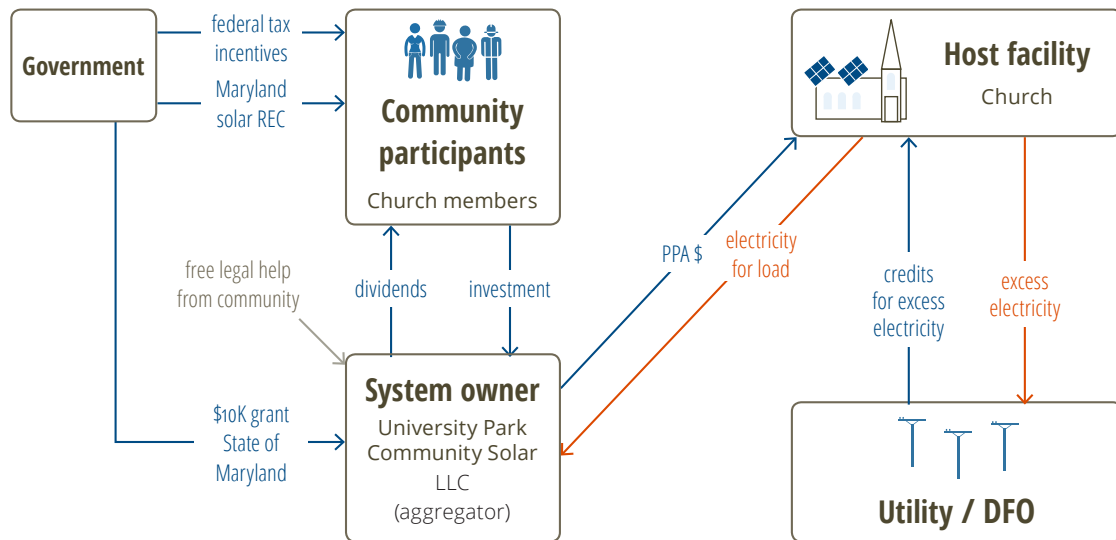 Government
federal tax
incentives
Maryland
solar REC
Community
participants
Church members
Host facility
Church
free legal help
from community
dividends
investment
PPA $
electricity
for load
credits
for excess
electricity
excess
electricity
$10K grant
State of
Maryland
System owner
University Park
Community Solar
LLC
(aggregator)
Utility / DFO